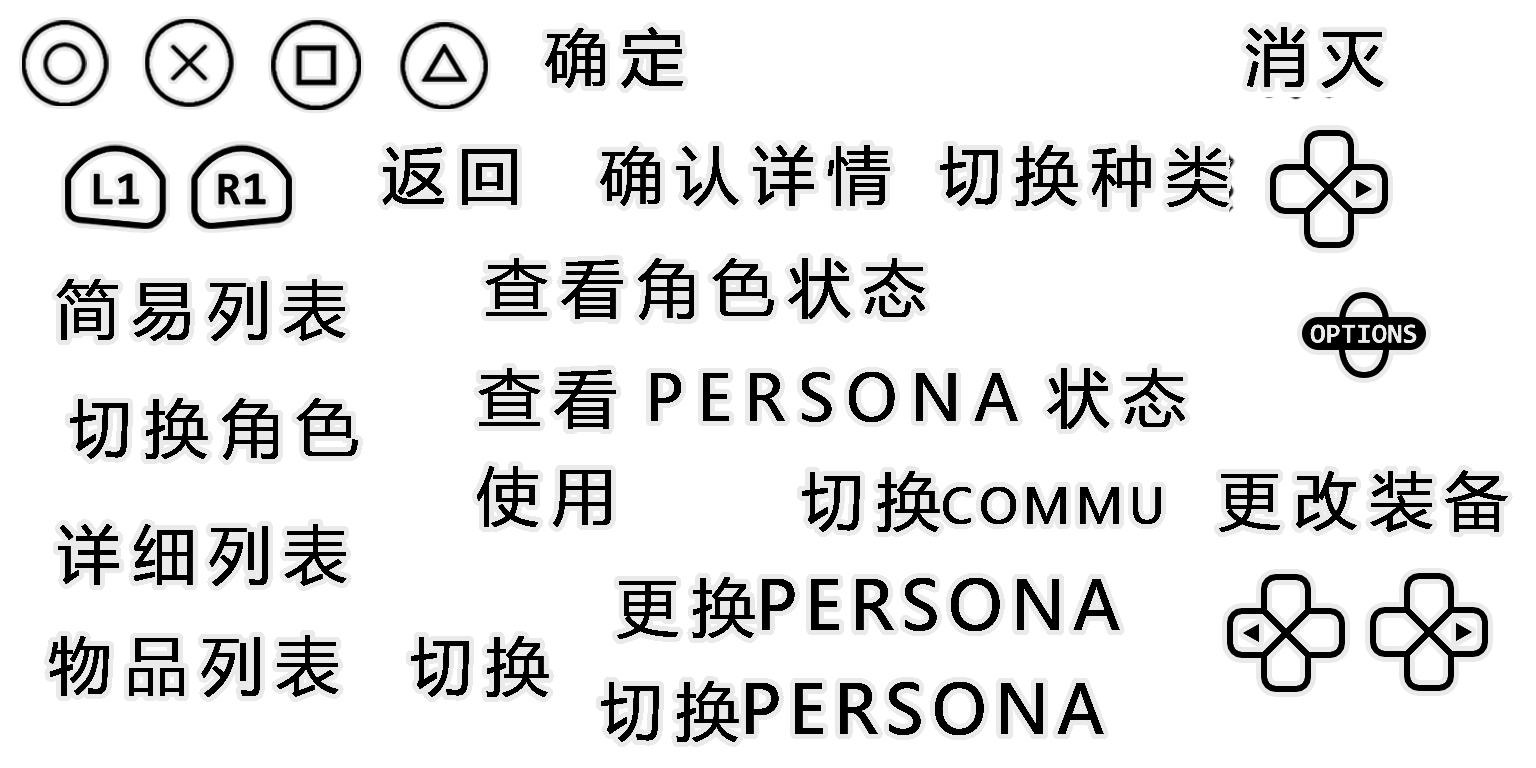 确定
消灭
L1 R1
返回
确认详情
切换种类
简易列表
查看角色状态
OPTIONS
切换角色
查看 PERSONA 状态
使用
切换COMMU
更改装备
详细列表
更换PERSONA
物品列表
切换
切换PERSONA